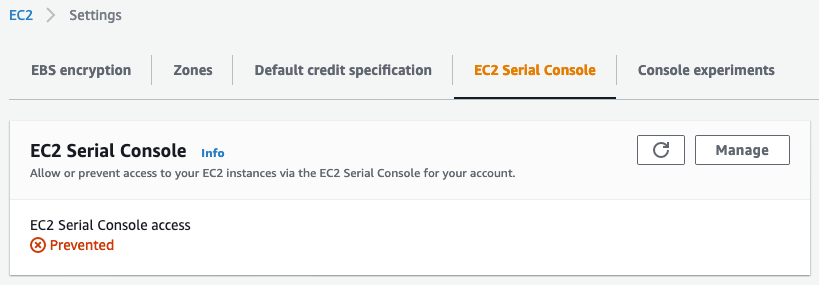 EC2 Settings
EBS encryption Zones Default credit specification EC2 Serial Console Console experiments
EC2 Serial Console Info Manage
Allow or prevent access to your EC2 instances via the EC2 Serial Console for your account.
EC2 Serial Console access
Prevented